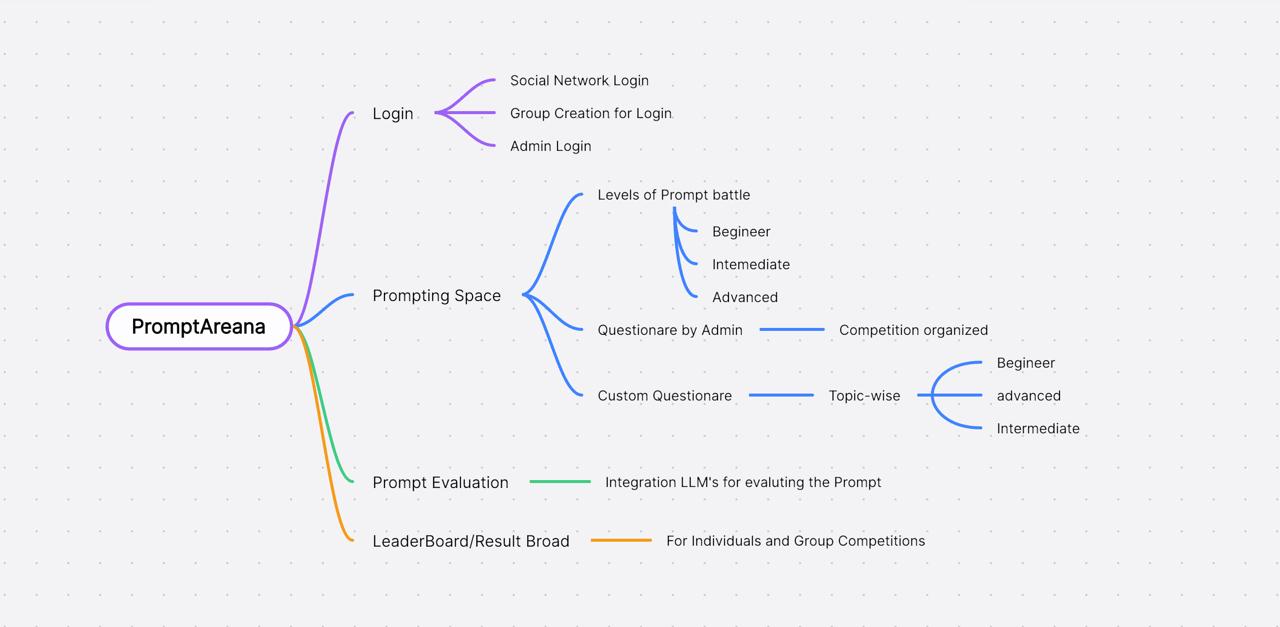 Social Network Login
Login
Group Creation for Login
Admin Login
Levels of Prompt battle
Begineer
Intemediate
Advanced
Prompting Space
PromptAreana
Questionare by Admin
Competition organized
Begineer
Custom Questionare
Topic-wise
advanced
Intermediate
Prompt Evaluation
Integration LLM's for evaluting the Prompt
LeaderBoard/Result Broad
For Individuals and Group Competitions